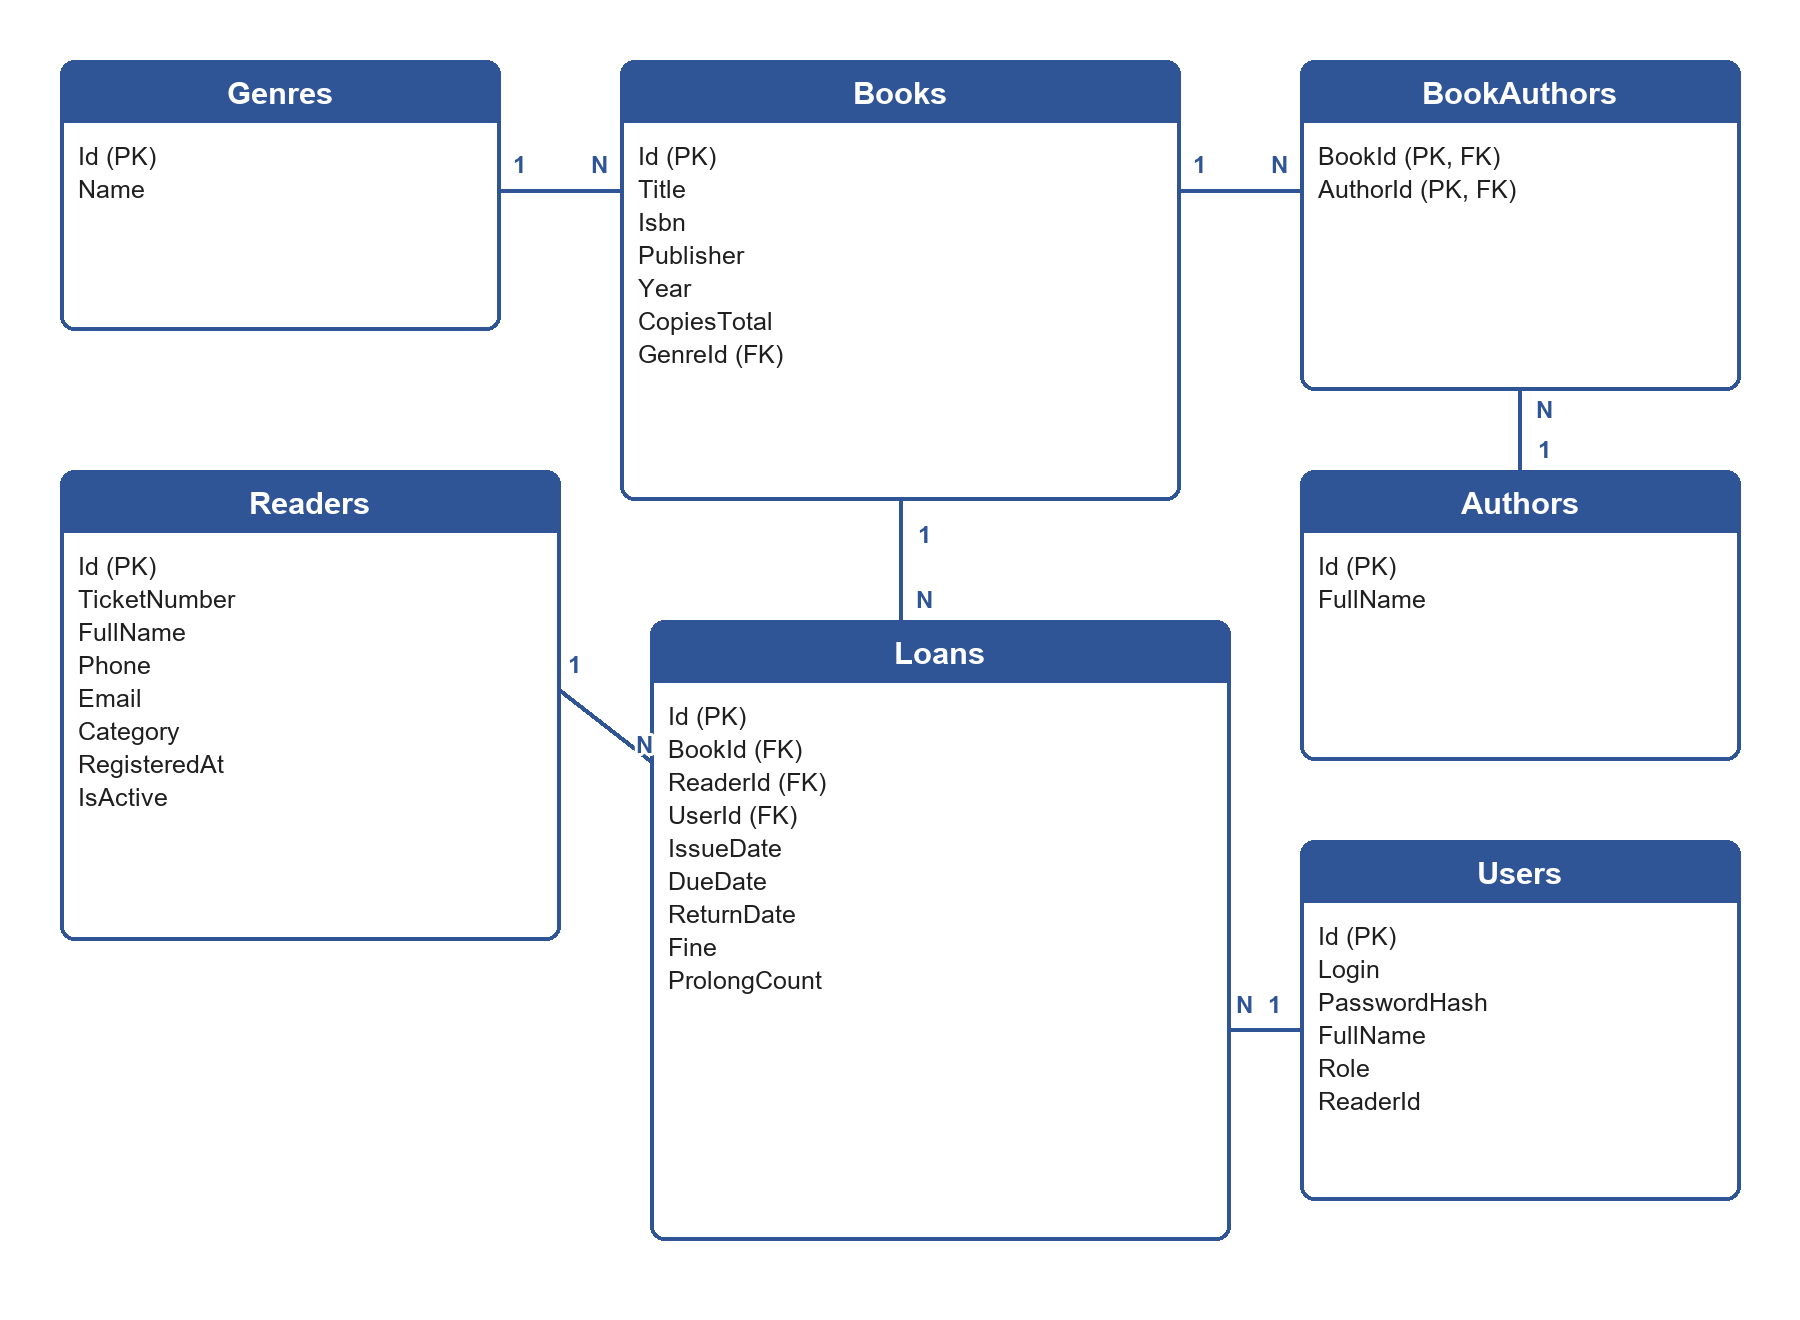 Genres
Id (PK)
Name
1
N
Books
Id (PK)
Title
Isbn
Publisher
Year
CopiesTotal
GenreId (FK)
1
N
BookAuthors
BookId (PK, FK)
AuthorId (PK, FK)
N
1
Authors
Id (PK)
FullName
Readers
Id (PK)
TicketNumber
FullName
Phone
Email
Category
RegisteredAt
IsActive
1
N
1
N
Loans
Id (PK)
BookId (FK)
ReaderId (FK)
UserId (FK)
IssueDate
DueDate
ReturnDate
Fine
ProlongCount
N
1
Users
Id (PK)
Login
PasswordHash
FullName
Role
ReaderId